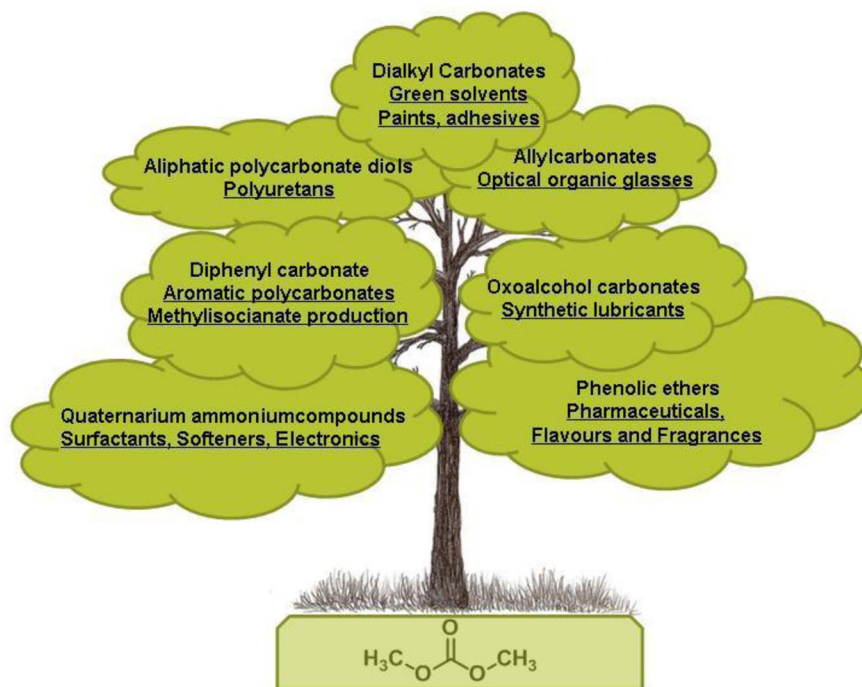 Dialkyl Carbonates
Green solvents
Paints, adhesives
Aliphatic polycarbonate diols
Polyuretans
Allylcarbonates
Optical organic glasses
Diphenyl carbonate
Aromatic polycarbonates
Methylisocianate production
Oxoalcohol carbonates
Synthetic lubricants
Quaternarium ammoniumcompounds
Surfactants, Softeners, Electronics
Phenolic ethers
Pharmaceuticals,
Flavours and Fragrances
O
H₃C O O CH₃